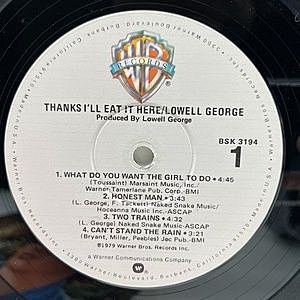 WB
RECORDS
THANKS I'LL EAT IT HERE/LOWELL GEORGE
Produced By Lowell George
BSK 3194
1
1. WHAT DO YOU WANT THE GIRL TO DO • 4:45
(Toussaint) Marsaint Music, Inc./
Warner-Tamerlane Pub. Corp.-BMI
2. HONEST MAN • 3:43
(L. George, F. Tackett) Naked Snake Music/
Hoceanna Music Inc.-ASCAP
3. TWO TRAINS • 4:32
(L. George) Naked Snake Music-ASCAP
4. CAN'T STAND THE RAIN • 3:21
(Bryant, Miller, Peebles) Jec Pub.-BMI
℗1979 Warner Bros. Records Inc.
a Warner Communications Company